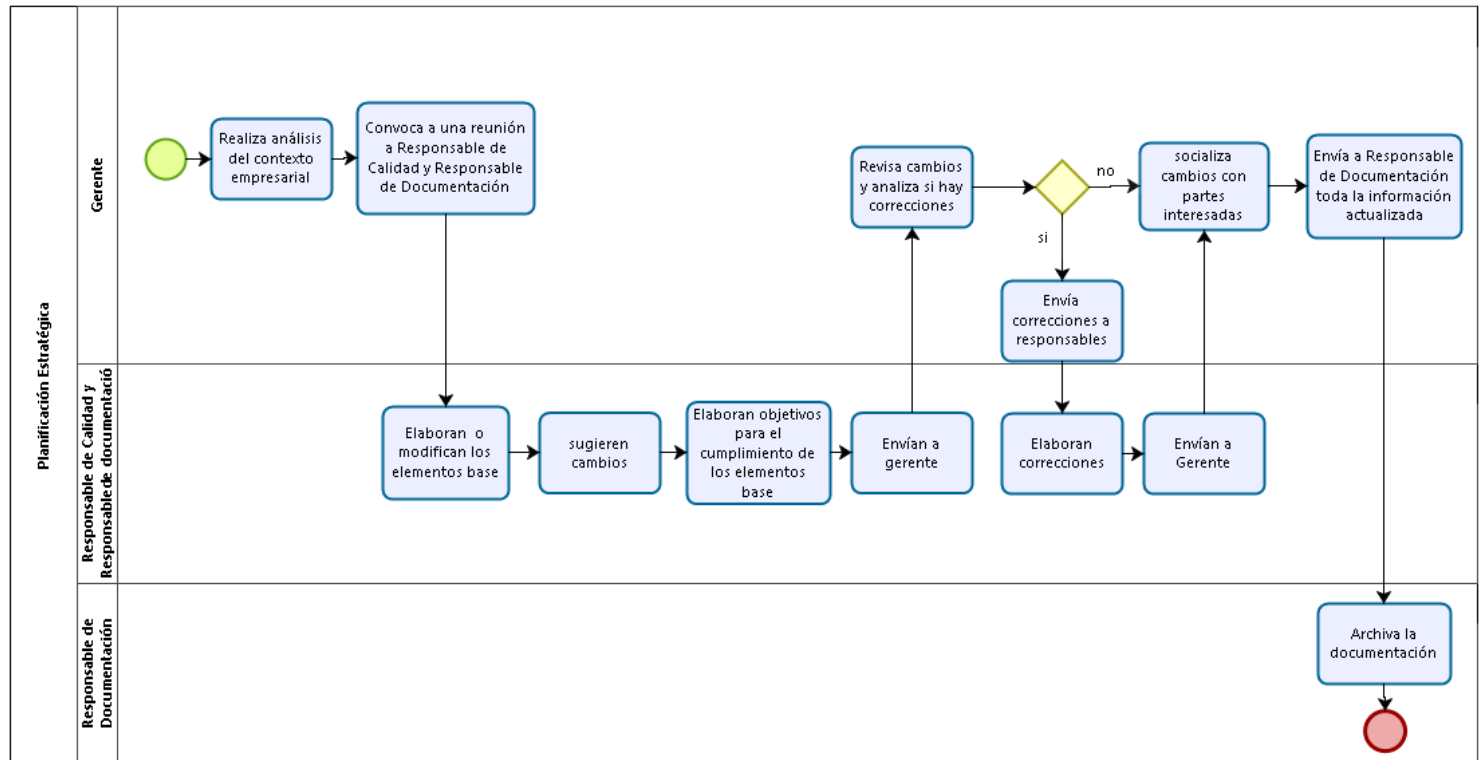 Planificación Estratégica
Gerente
Realiza análisis
del contexto
empresarial
Convoca a una reunión
a Responsable de
Calidad y Responsable
de Documentación
Revisa cambios
y analiza si hay
correcciones
no
si
socializa
cambios con
partes
interesadas
Envía a Responsable
de Documentación
toda la información
actualizada
Envía
correcciones a
responsables
Responsable de Calidad y
Responsablede documentació
Elaboran o
modifican los
elementos base
sugieren
cambios
Elaboran objetivos
para el
cumplimiento de
los elementos
base
Envían a
gerente
Elaboran
correcciones
Envían a
Gerente
Responsable de
Documentación
Archiva la
documentación